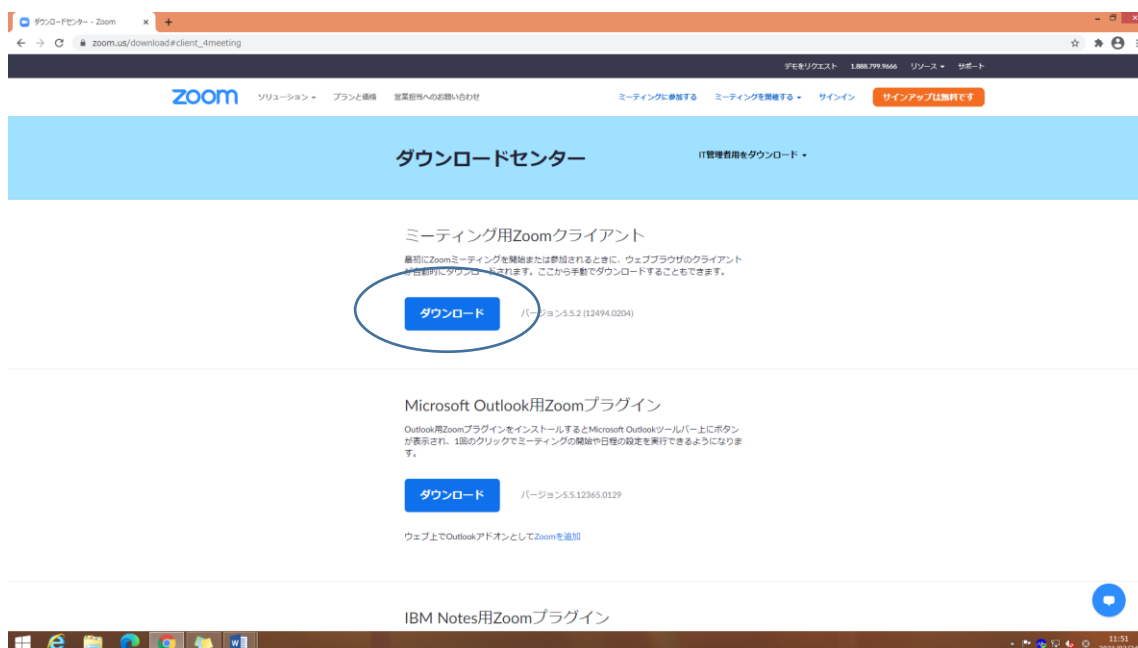 ダウンロードセンター - Zoom
zoom.us/download#client_4meeting
デモをリクエスト 1.888.799.9666 リソース サポート
zoom ソリューション プランと価格 営業担当へのお問い合わせ ミーティングに参加する ミーティングを開催する サインイン サインアップは無料です
ダウンロードセンター IT管理者用をダウンロード
ミーティング用Zoomクライアント
最初にZoomミーティングを開始または参加されるときに、ウェブブラウザのクライアント
が自動的にダウンロードされます。ここから手動でダウンロードすることもできます。
ダウンロード バージョン5.5.2 (12494.0204)
Microsoft Outlook用Zoomプラグイン
Outlook用ZoomプラグインをインストールするとMicrosoft Outlookツールバー上にボタン
が表示され、1回のクリックでミーティングの開始や日程の設定を実行できるようになりま
す。
ダウンロード バージョン5.5.12365.0129
ウェブ上でOutlookアドオンとしてZoomを追加
IBM Notes用Zoomプラグイン
11:51